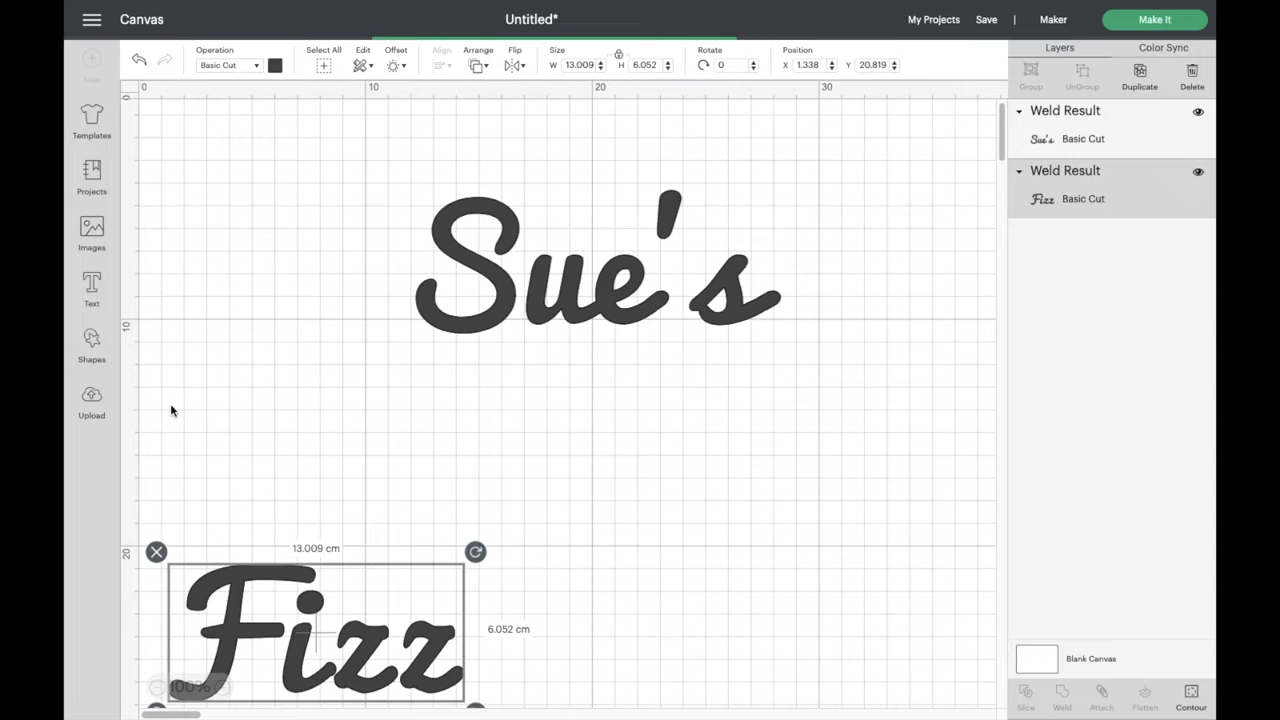 Canvas
Untitled*
My Projects Save | Maker Make It
Operation Select All Edit Offset Align Arrange Flip Size Rotate Position
Basic Cut W 13.009 H 6.052 0 X 1.338 Y 20.819
Layers Color Sync
Group UnGroup Duplicate Delete
New
Templates
Projects
Images
Text
Shapes
Upload
0 10 20 30
0
10
20
Sue's
13.009 cm
Fizz
6.052 cm
100%
Weld Result
Sue's Basic Cut
Weld Result
Fizz Basic Cut
Blank Canvas
Slice Weld Attach Flatten Contour